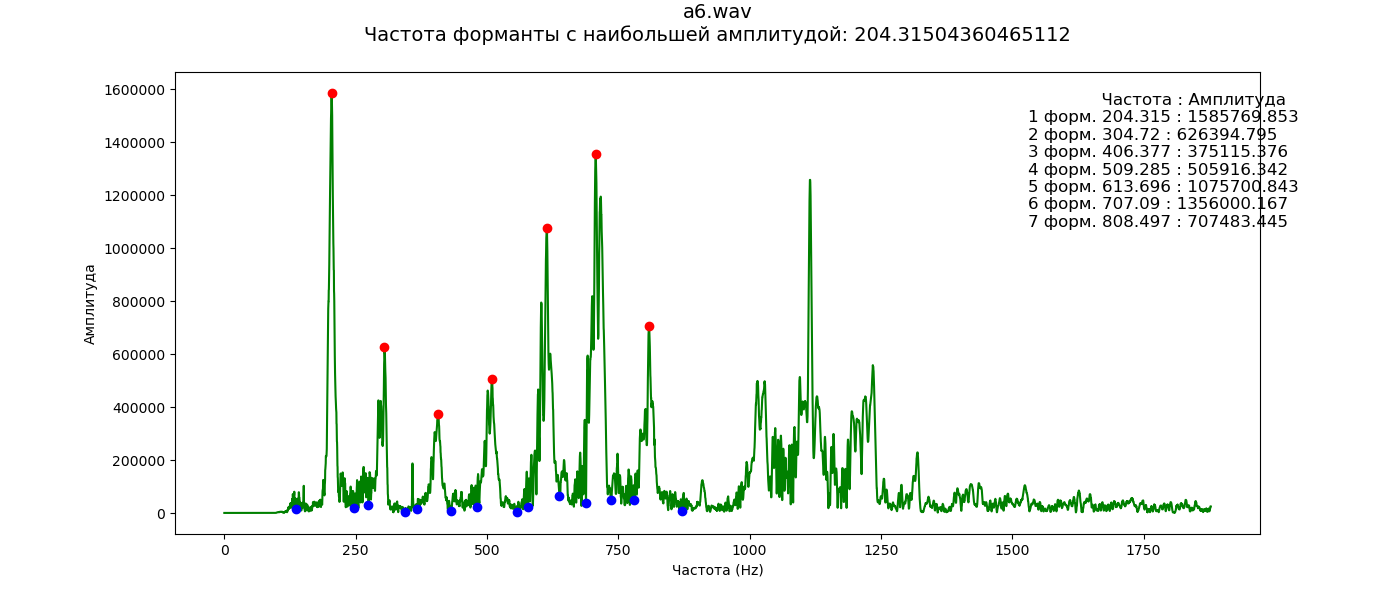 a6.wav
Частота форманты с наибольшей амплитудой: 204.31504360465112
Частота : Амплитуда
1 форм. 204.315 : 1585769.853
2 форм. 304.72 : 626394.795
3 форм. 406.377 : 375115.376
4 форм. 509.285 : 505916.342
5 форм. 613.696 : 1075700.843
6 форм. 707.09 : 1356000.167
7 форм. 808.497 : 707483.445
Амплитуда
1600000
1400000
1200000
1000000
800000
600000
400000
200000
0
0 250 500 750 1000 1250 1500 1750
Частота (Hz)